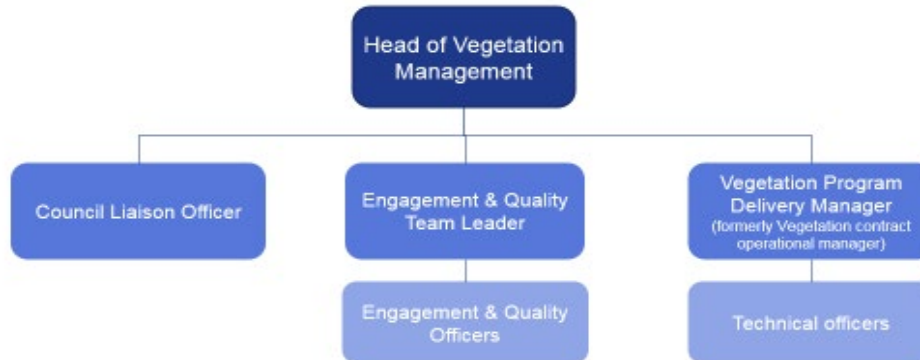 Head of Vegetation
Management
Council Liaison Officer
Engagement & Quality
Team Leader
Vegetation Program
Delivery Manager
(formerly Vegetation contract
operational manager)
Engagement & Quality
Officers
Technical officers